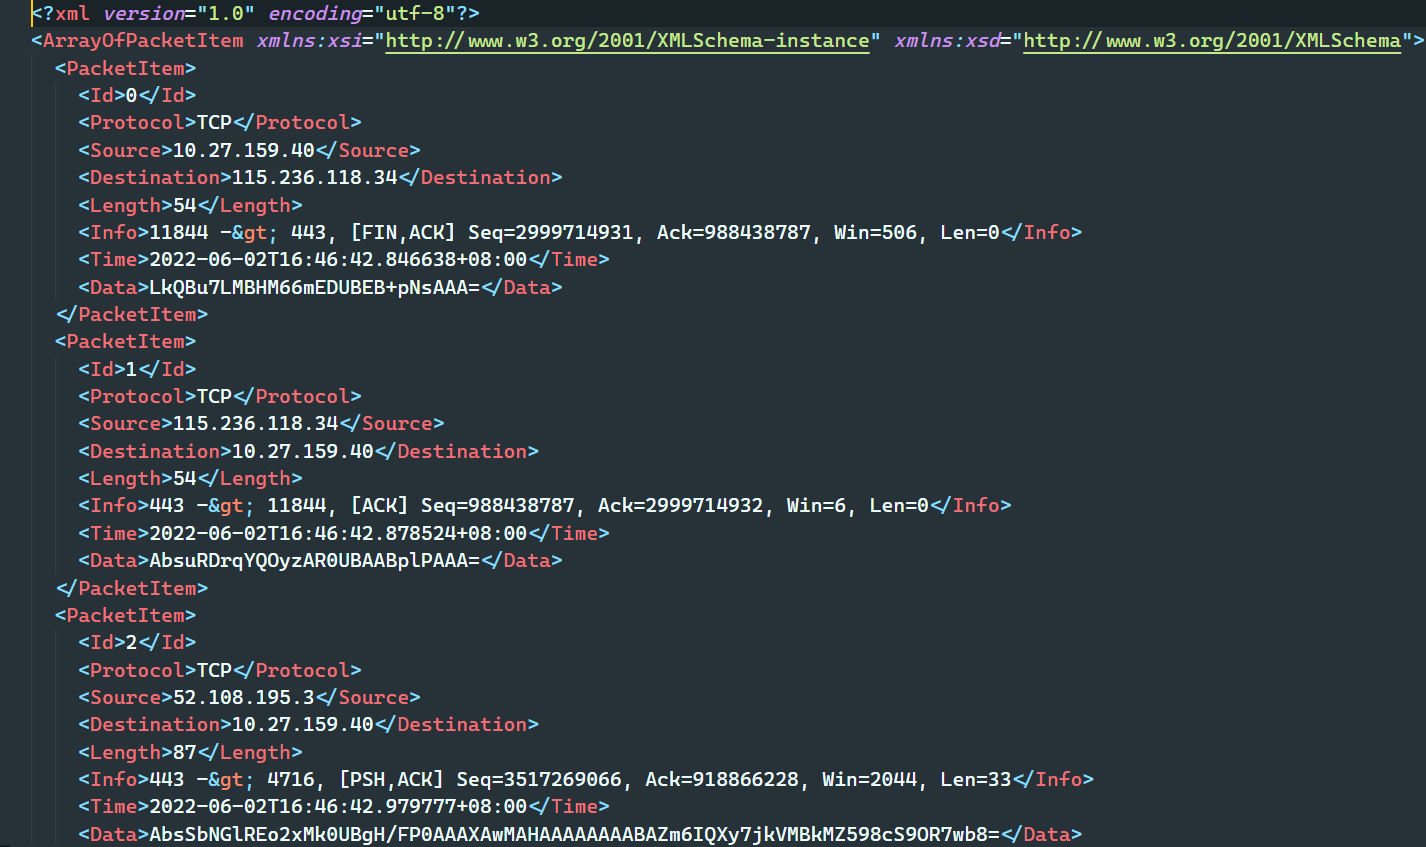 <?xml version="1.0" encoding="utf-8"?>
<ArrayOfPacketItem xmlns:xsi="http://www.w3.org/2001/XMLSchema-instance" xmlns:xsd="http://www.w3.org/2001/XMLSchema">
<PacketItem>
<Id>0</Id>
<Protocol>TCP</Protocol>
<Source>10.27.159.40</Source>
<Destination>115.236.118.34</Destination>
<Length>54</Length>
<Info>11844 -&gt; 443, [FIN,ACK] Seq=2999714931, Ack=988438787, Win=506, Len=0</Info>
<Time>2022-06-02T16:46:42.846638+08:00</Time>
<Data>LkQBu7LMBHM66mEDUBEB+pNsAAA=</Data>
</PacketItem>
<PacketItem>
<Id>1</Id>
<Protocol>TCP</Protocol>
<Source>115.236.118.34</Source>
<Destination>10.27.159.40</Destination>
<Length>54</Length>
<Info>443 -&gt; 11844, [ACK] Seq=988438787, Ack=2999714932, Win=6, Len=0</Info>
<Time>2022-06-02T16:46:42.878524+08:00</Time>
<Data>AbsuRDrqYQOyzAR0UBAABplPAAA=</Data>
</PacketItem>
<PacketItem>
<Id>2</Id>
<Protocol>TCP</Protocol>
<Source>52.108.195.3</Source>
<Destination>10.27.159.40</Destination>
<Length>87</Length>
<Info>443 -&gt; 4716, [PSH,ACK] Seq=3517269066, Ack=918866228, Win=2044, Len=33</Info>
<Time>2022-06-02T16:46:42.979777+08:00</Time>
<Data>AbsSbNGlREo2xMk0UBgH/FP0AAAXAwMAHAAAAAAAABAZm6IQXy7jkVMBkMZ598cS9OR7wb8=</Data>